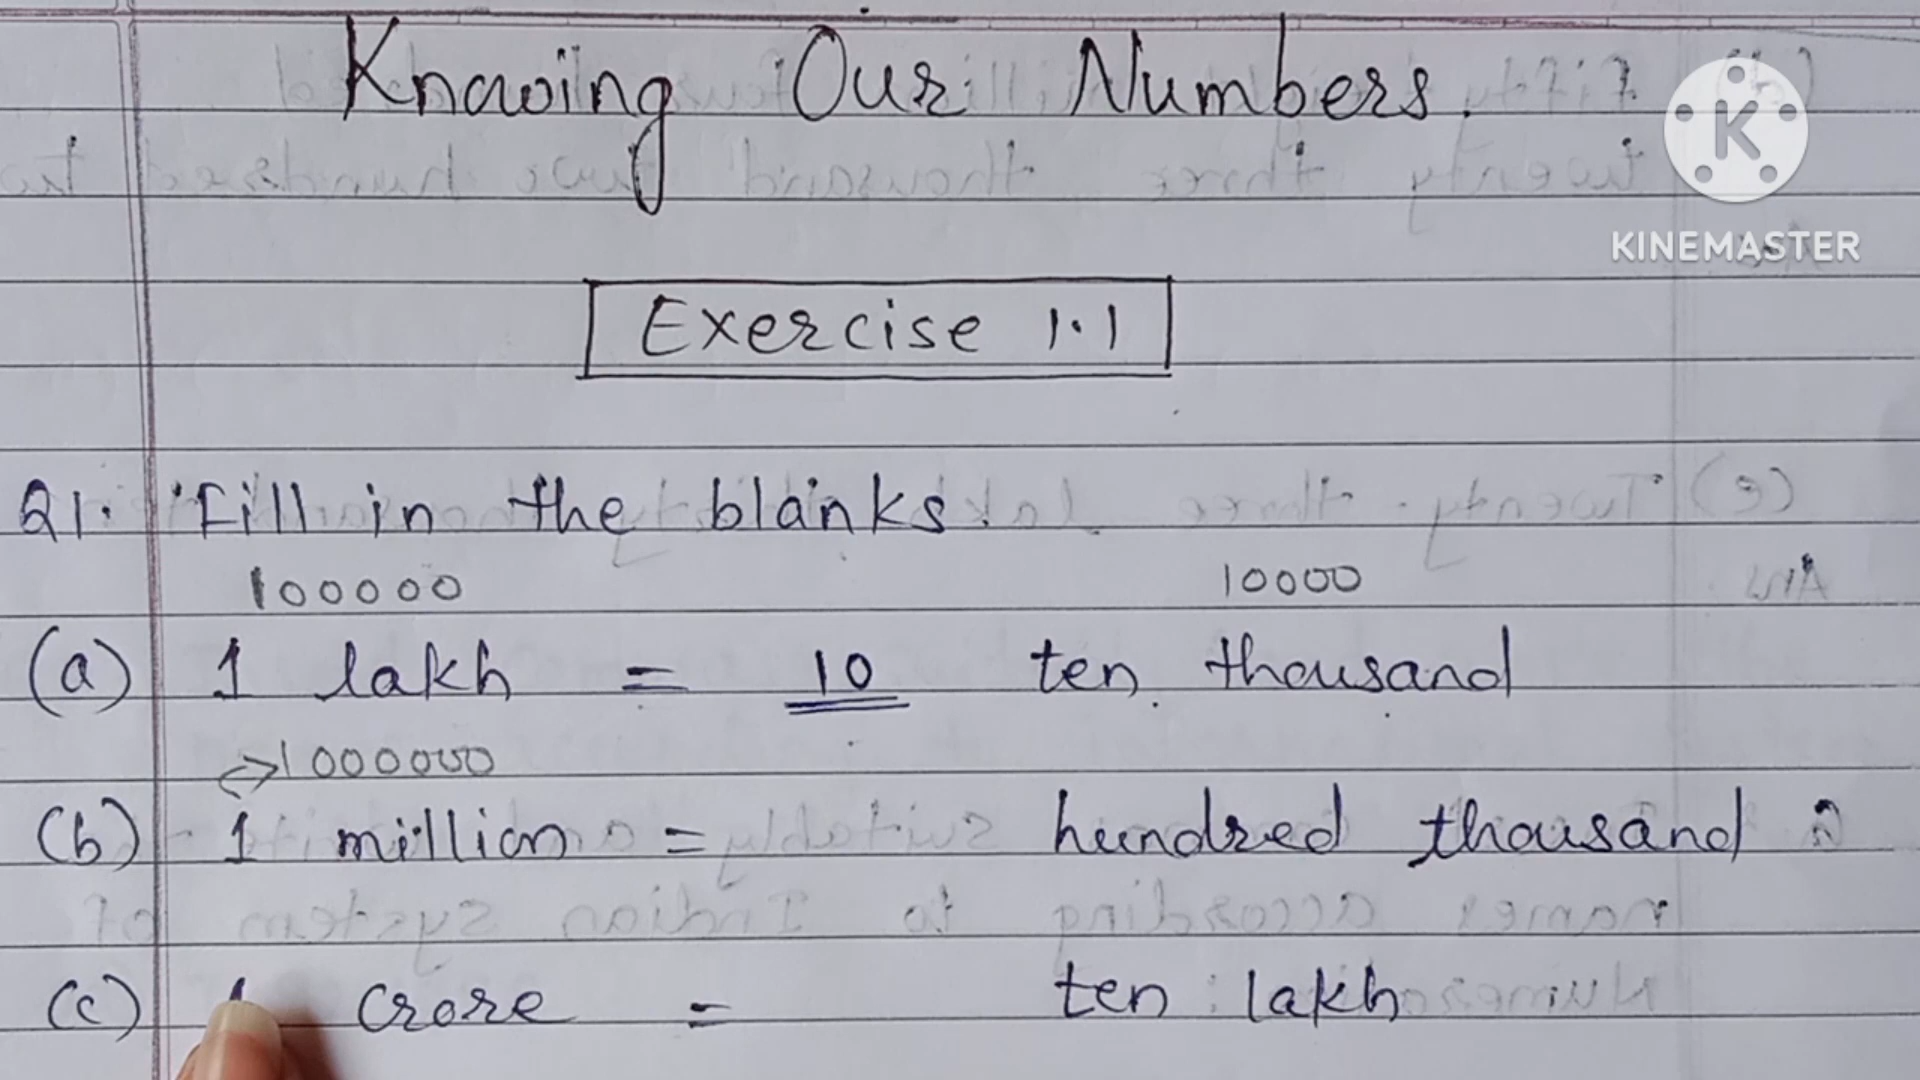 Knowing Our Numbers.
K
KINEMASTER
Exercise 1.1
Q1. Fill in the blanks.
100000 10000
(a) 1 lakh = 10 ten thousand
1000000
(b) 1 million = hundred thousand
(c) 1 Crore = ten lakh